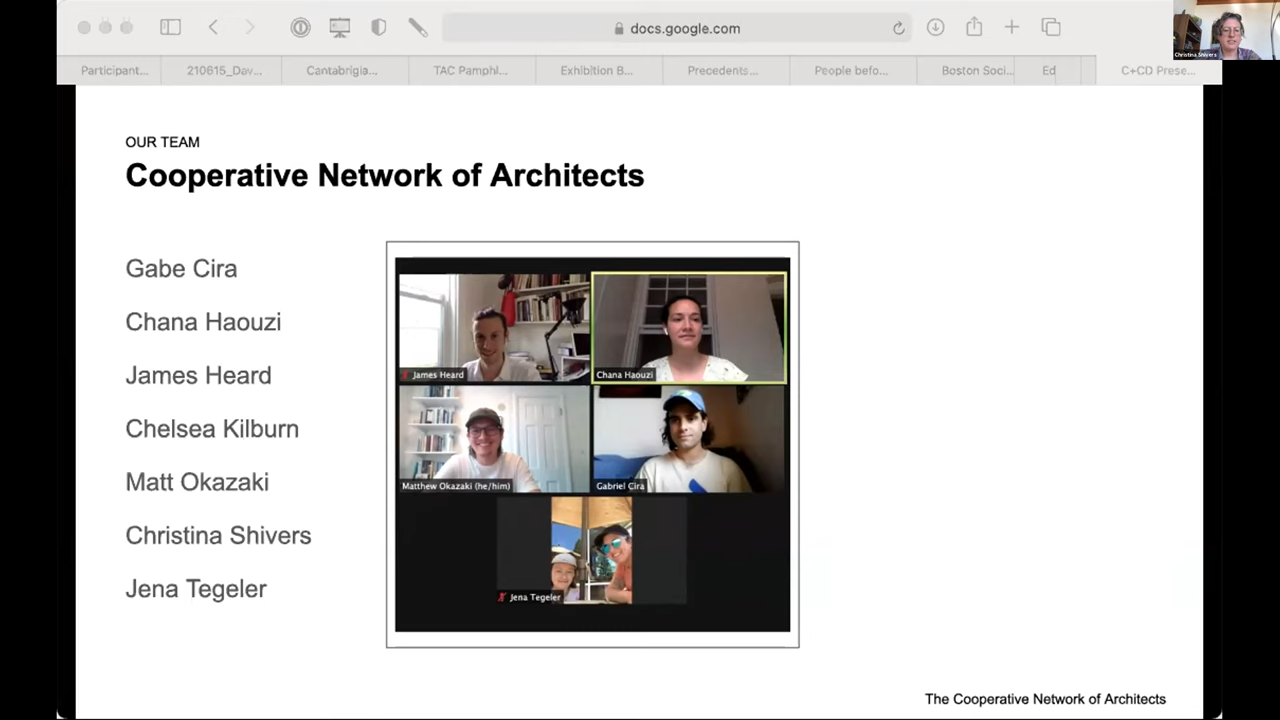 docs.google.com
Christina Shivers
Participant...
210615_Dav...
Cantabrigia...
TAC Pamphl...
Exhibition B...
Precedents...
People befo...
Boston Soci...
Ed
C+CD Prese...
OUR TEAM
Cooperative Network of Architects
Gabe Cira
Chana Haouzi
James Heard
Chelsea Kilburn
Matt Okazaki
Christina Shivers
Jena Tegeler
James Heard
Chana Haouzi
Matthew Okazaki (he/him)
Gabriel Cira
Jena Tegeler
The Cooperative Network of Architects